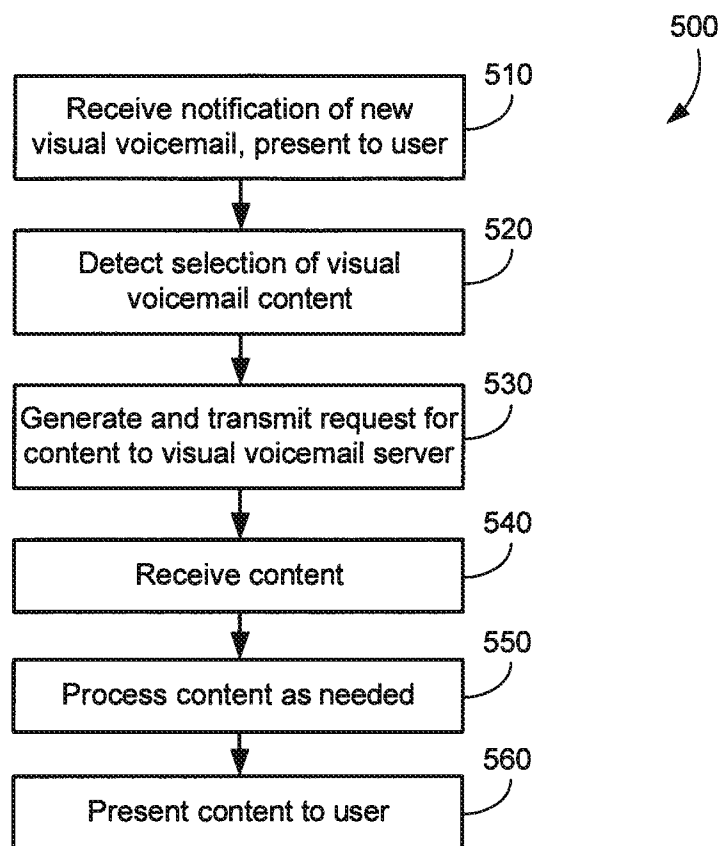 500
510
Receive notification of new
visual voicemail, present to user
520
Detect selection of visual
voicemail content
530
Generate and transmit request for
content to visual voicemail server
540
Receive content
550
Process content as needed
560
Present content to user